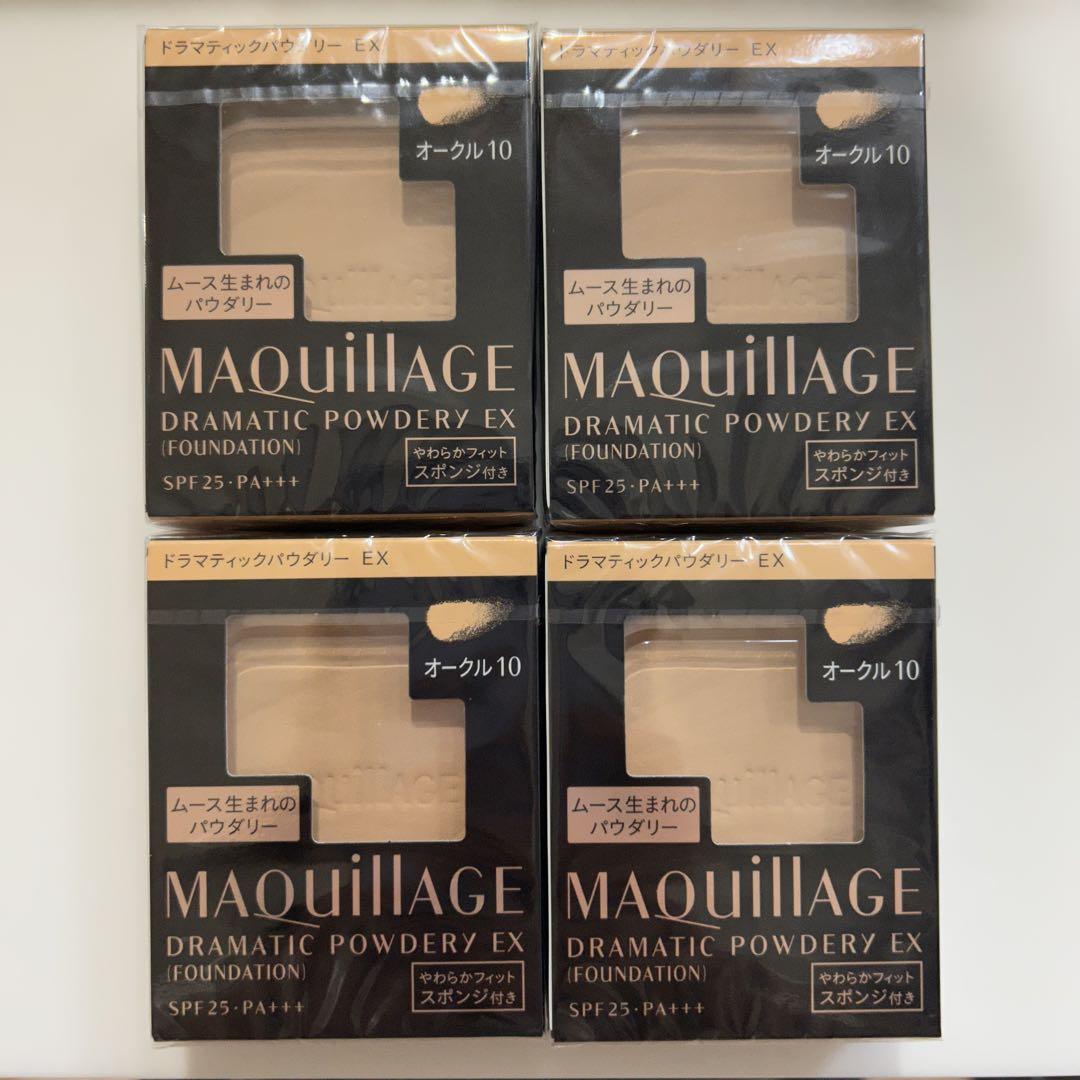 ドラマティックパウダリー EX
オークル10
ムース生まれの
パウダリー
MAQuillAGE
DRAMATIC POWDERY EX
(FOUNDATION)
やわらかフィット
スポンジ付き
SPF25・PA+++
ドラマティックパウダリー EX
オークル10
ムース生まれの
パウダリー
MAQuillAGE
DRAMATIC POWDERY EX
(FOUNDATION)
やわらかフィット
スポンジ付き
SPF25・PA+++
ドラマティックパウダリー EX
オークル10
ムース生まれの
パウダリー
MAQuillAGE
DRAMATIC POWDERY EX
(FOUNDATION)
やわらかフィット
スポンジ付き
SPF25・PA+++
ドラマティックパウダリー EX
オークル10
ムース生まれの
パウダリー
MAQuillAGE
DRAMATIC POWDERY EX
(FOUNDATION)
やわらかフィット
スポンジ付き
SPF25・PA+++